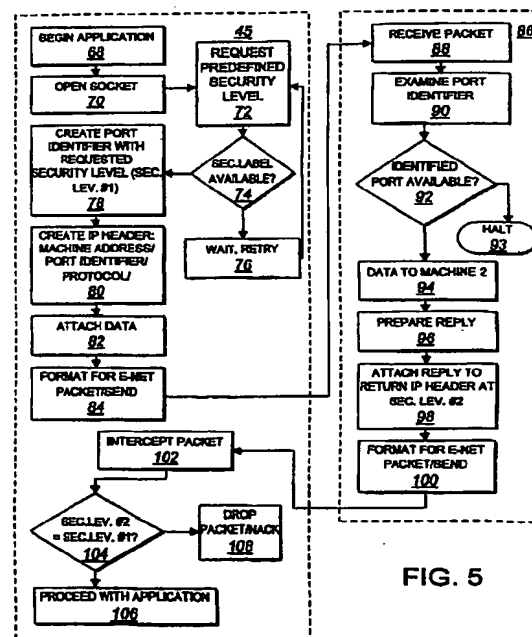 45
BEGIN APPLICATION
68
OPEN SOCKET
70
REQUEST
PREDEFINED
SECURITY
LEVEL
72
SEC.LABEL
AVAILABLE?
74
WAIT, RETRY
76
CREATE PORT
IDENTIFIER WITH
REQUESTED
SECURITY LEVEL (SEC.
LEV. #1)
78
CREATE IP HEADER:
MACHINE ADDRESS/
PORT IDENTIFIER/
PROTOCOL/
80
ATTACH DATA
82
FORMAT FOR E-NET
PACKET/SEND
84
86
RECEIVE PACKET
88
EXAMINE PORT
IDENTIFIER
90
IDENTIFIED
PORT AVAILABLE?
92
HALT
93
DATA TO MACHINE 2
94
PREPARE REPLY
96
ATTACH REPLY TO
RETURN IP HEADER AT
SEC. LEV. #2
98
FORMAT FOR E-NET
PACKET/SEND
100
INTERCEPT PACKET
102
SEC.LEV. #2
= SEC.LEV. #1?
104
DROP
PACKET/NACK
108
PROCEED WITH APPLICATION
106
FIG. 5